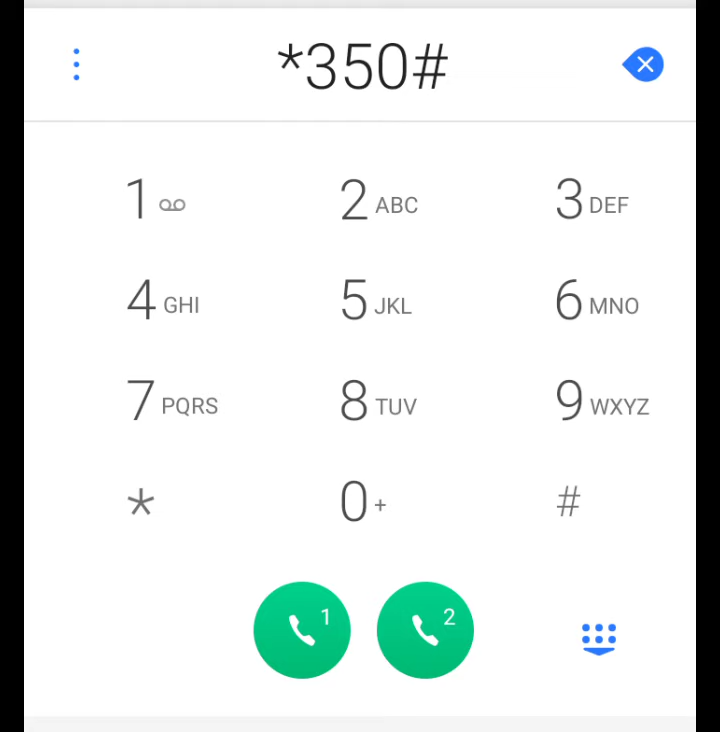 *350#
1
2 ABC
3 DEF
4 GHI
5 JKL
6 MNO
7 PQRS
8 TUV
9 WXYZ
*
0 +
#
1
2